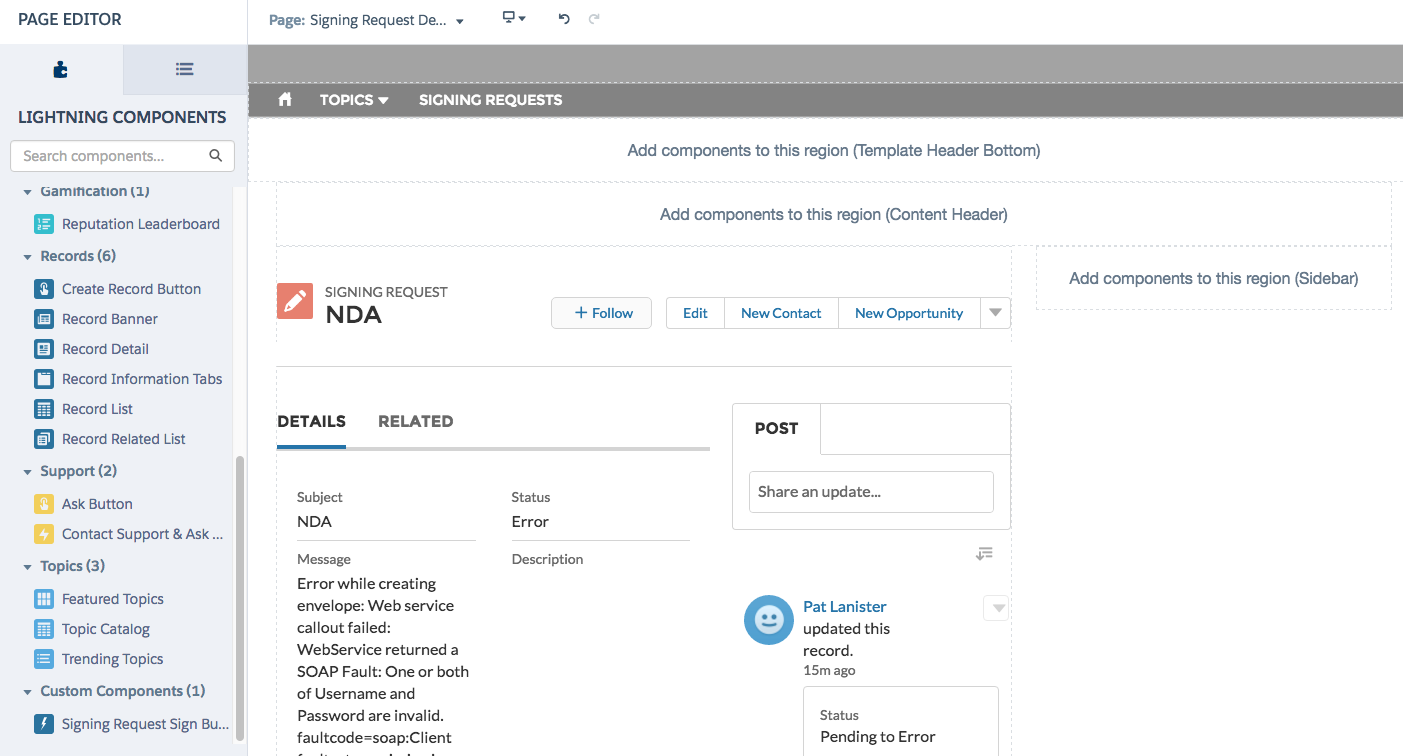 PAGE EDITOR
Page: Signing Request De...
LIGHTNING COMPONENTS
Search components...
Gamification (1)
Reputation Leaderboard
Records (6)
Create Record Button
Record Banner
Record Detail
Record Information Tabs
Record List
Record Related List
Support (2)
Ask Button
Contact Support & Ask ...
Topics (3)
Featured Topics
Topic Catalog
Trending Topics
Custom Components (1)
Signing Request Sign Bu...
TOPICS SIGNING REQUESTS
Add components to this region (Template Header Bottom)
Add components to this region (Content Header)
Add components to this region (Sidebar)
SIGNING REQUEST
NDA
+ Follow Edit New Contact New Opportunity
DETAILS RELATED
Subject
NDA
Status
Error
Message
Error while creating
envelope: Web service
callout failed:
WebService returned a
SOAP Fault: One or both
of Username and
Password are invalid.
faultcode=soap:Client
Description
POST
Share an update...
Pat Lanister
updated this
record.
15m ago
Status
Pending to Error